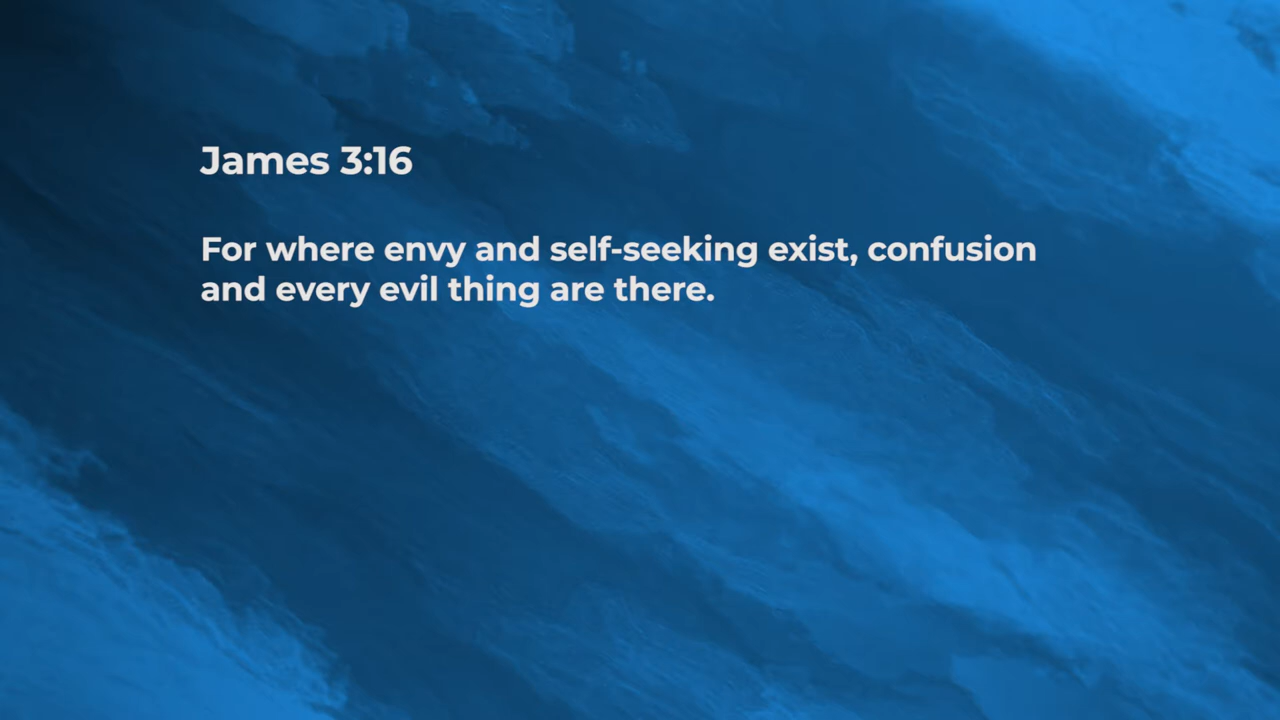 James 3:16
For where envy and self-seeking exist, confusion
and every evil thing are there.